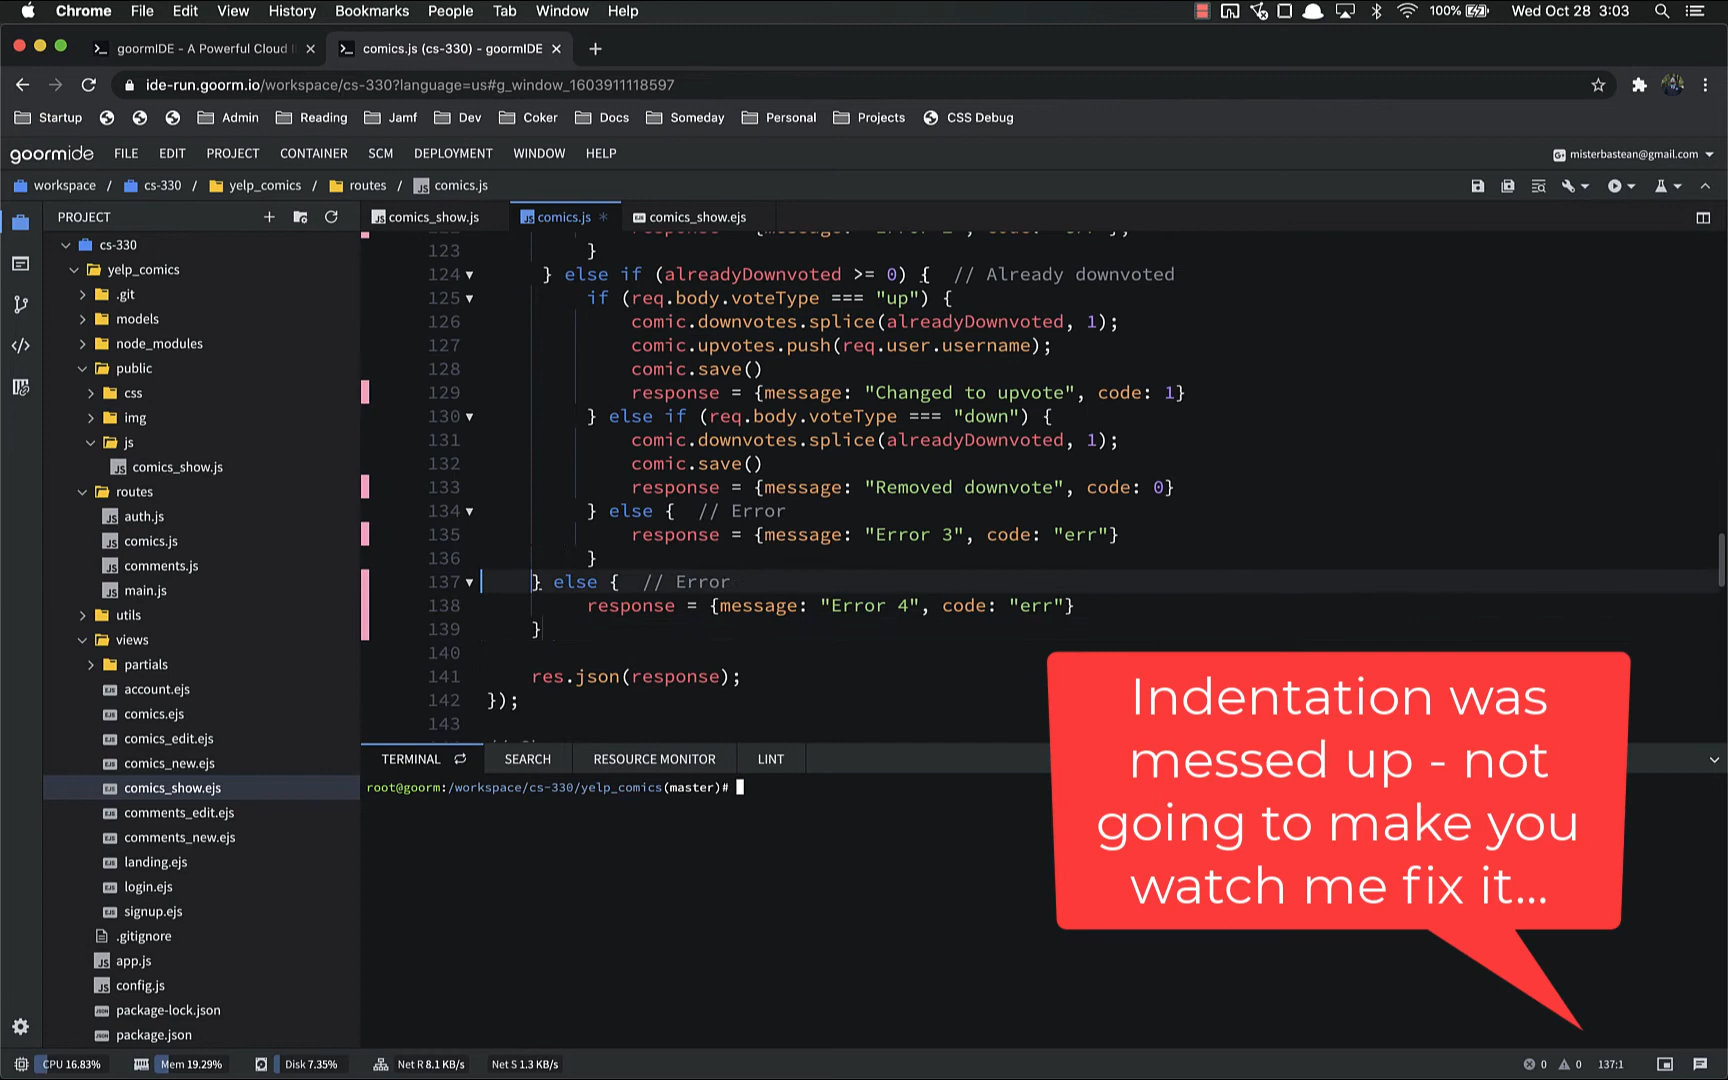 Chrome File Edit View History Bookmarks People Tab Window Help 100% Wed Oct 28 3:03
goormIDE - A Powerful Cloud I
comics.js (cs-330) - goormIDE
ide-run.goorm.io/workspace/cs-330?language=us#g_window_1603911118597
Startup Admin Reading Jamf Dev Coker Docs Someday Personal Projects CSS Debug
goormide FILE EDIT PROJECT CONTAINER SCM DEPLOYMENT WINDOW HELP misterbastean@gmail.com
workspace / cs-330 / yelp_comics / routes / comics.js
PROJECT
cs-330
yelp_comics
.git
models
node_modules
public
css
img
js
comics_show.js
routes
auth.js
comics.js
comments.js
main.js
utils
views
partials
account.ejs
comics.ejs
comics_edit.ejs
comics_new.ejs
comics_show.ejs
comments_edit.ejs
comments_new.ejs
landing.ejs
login.ejs
signup.ejs
.gitignore
app.js
config.js
package-lock.json
package.json
comics_show.js comics.js * comics_show.ejs
123 }
124 } else if (alreadyDownvoted >= 0) { // Already downvoted
125 if (req.body.voteType === "up") {
126 comic.downvotes.splice(alreadyDownvoted, 1);
127 comic.upvotes.push(req.user.username);
128 comic.save()
129 response = {message: "Changed to upvote", code: 1}
130 } else if (req.body.voteType === "down") {
131 comic.downvotes.splice(alreadyDownvoted, 1);
132 comic.save()
133 response = {message: "Removed downvote", code: 0}
134 } else { // Error
135 response = {message: "Error 3", code: "err"}
136 }
137 } else { // Error
138 response = {message: "Error 4", code: "err"}
139 }
140
141 res.json(response);
142 });
143
TERMINAL SEARCH RESOURCE MONITOR LINT
root@goorm:/workspace/cs-330/yelp_comics(master)#
Indentation was
messed up - not
going to make you
watch me fix it...
CPU 16.83% Mem 19.29% Disk 7.35% Net R 8.1 KB/s Net S 1.3 KB/s 0 0 137:1